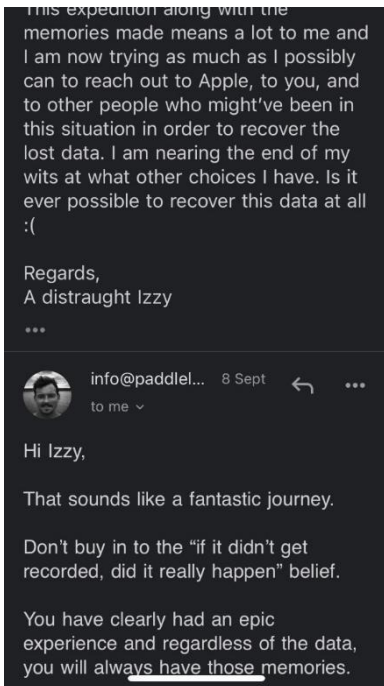 This expedition along with the
memories made means a lot to me and
I am now trying as much as I possibly
can to reach out to Apple, to you, and
to other people who might've been in
this situation in order to recover the
lost data. I am nearing the end of my
wits at what other choices I have. Is it
ever possible to recover this data at all
:(
Regards,
A distraught Izzy
info@paddlel... 8 Sept
to me
Hi Izzy,
That sounds like a fantastic journey.
Don't buy in to the “if it didn't get
recorded, did it really happen” belief.
You have clearly had an epic
experience and regardless of the data,
you will always have those memories.